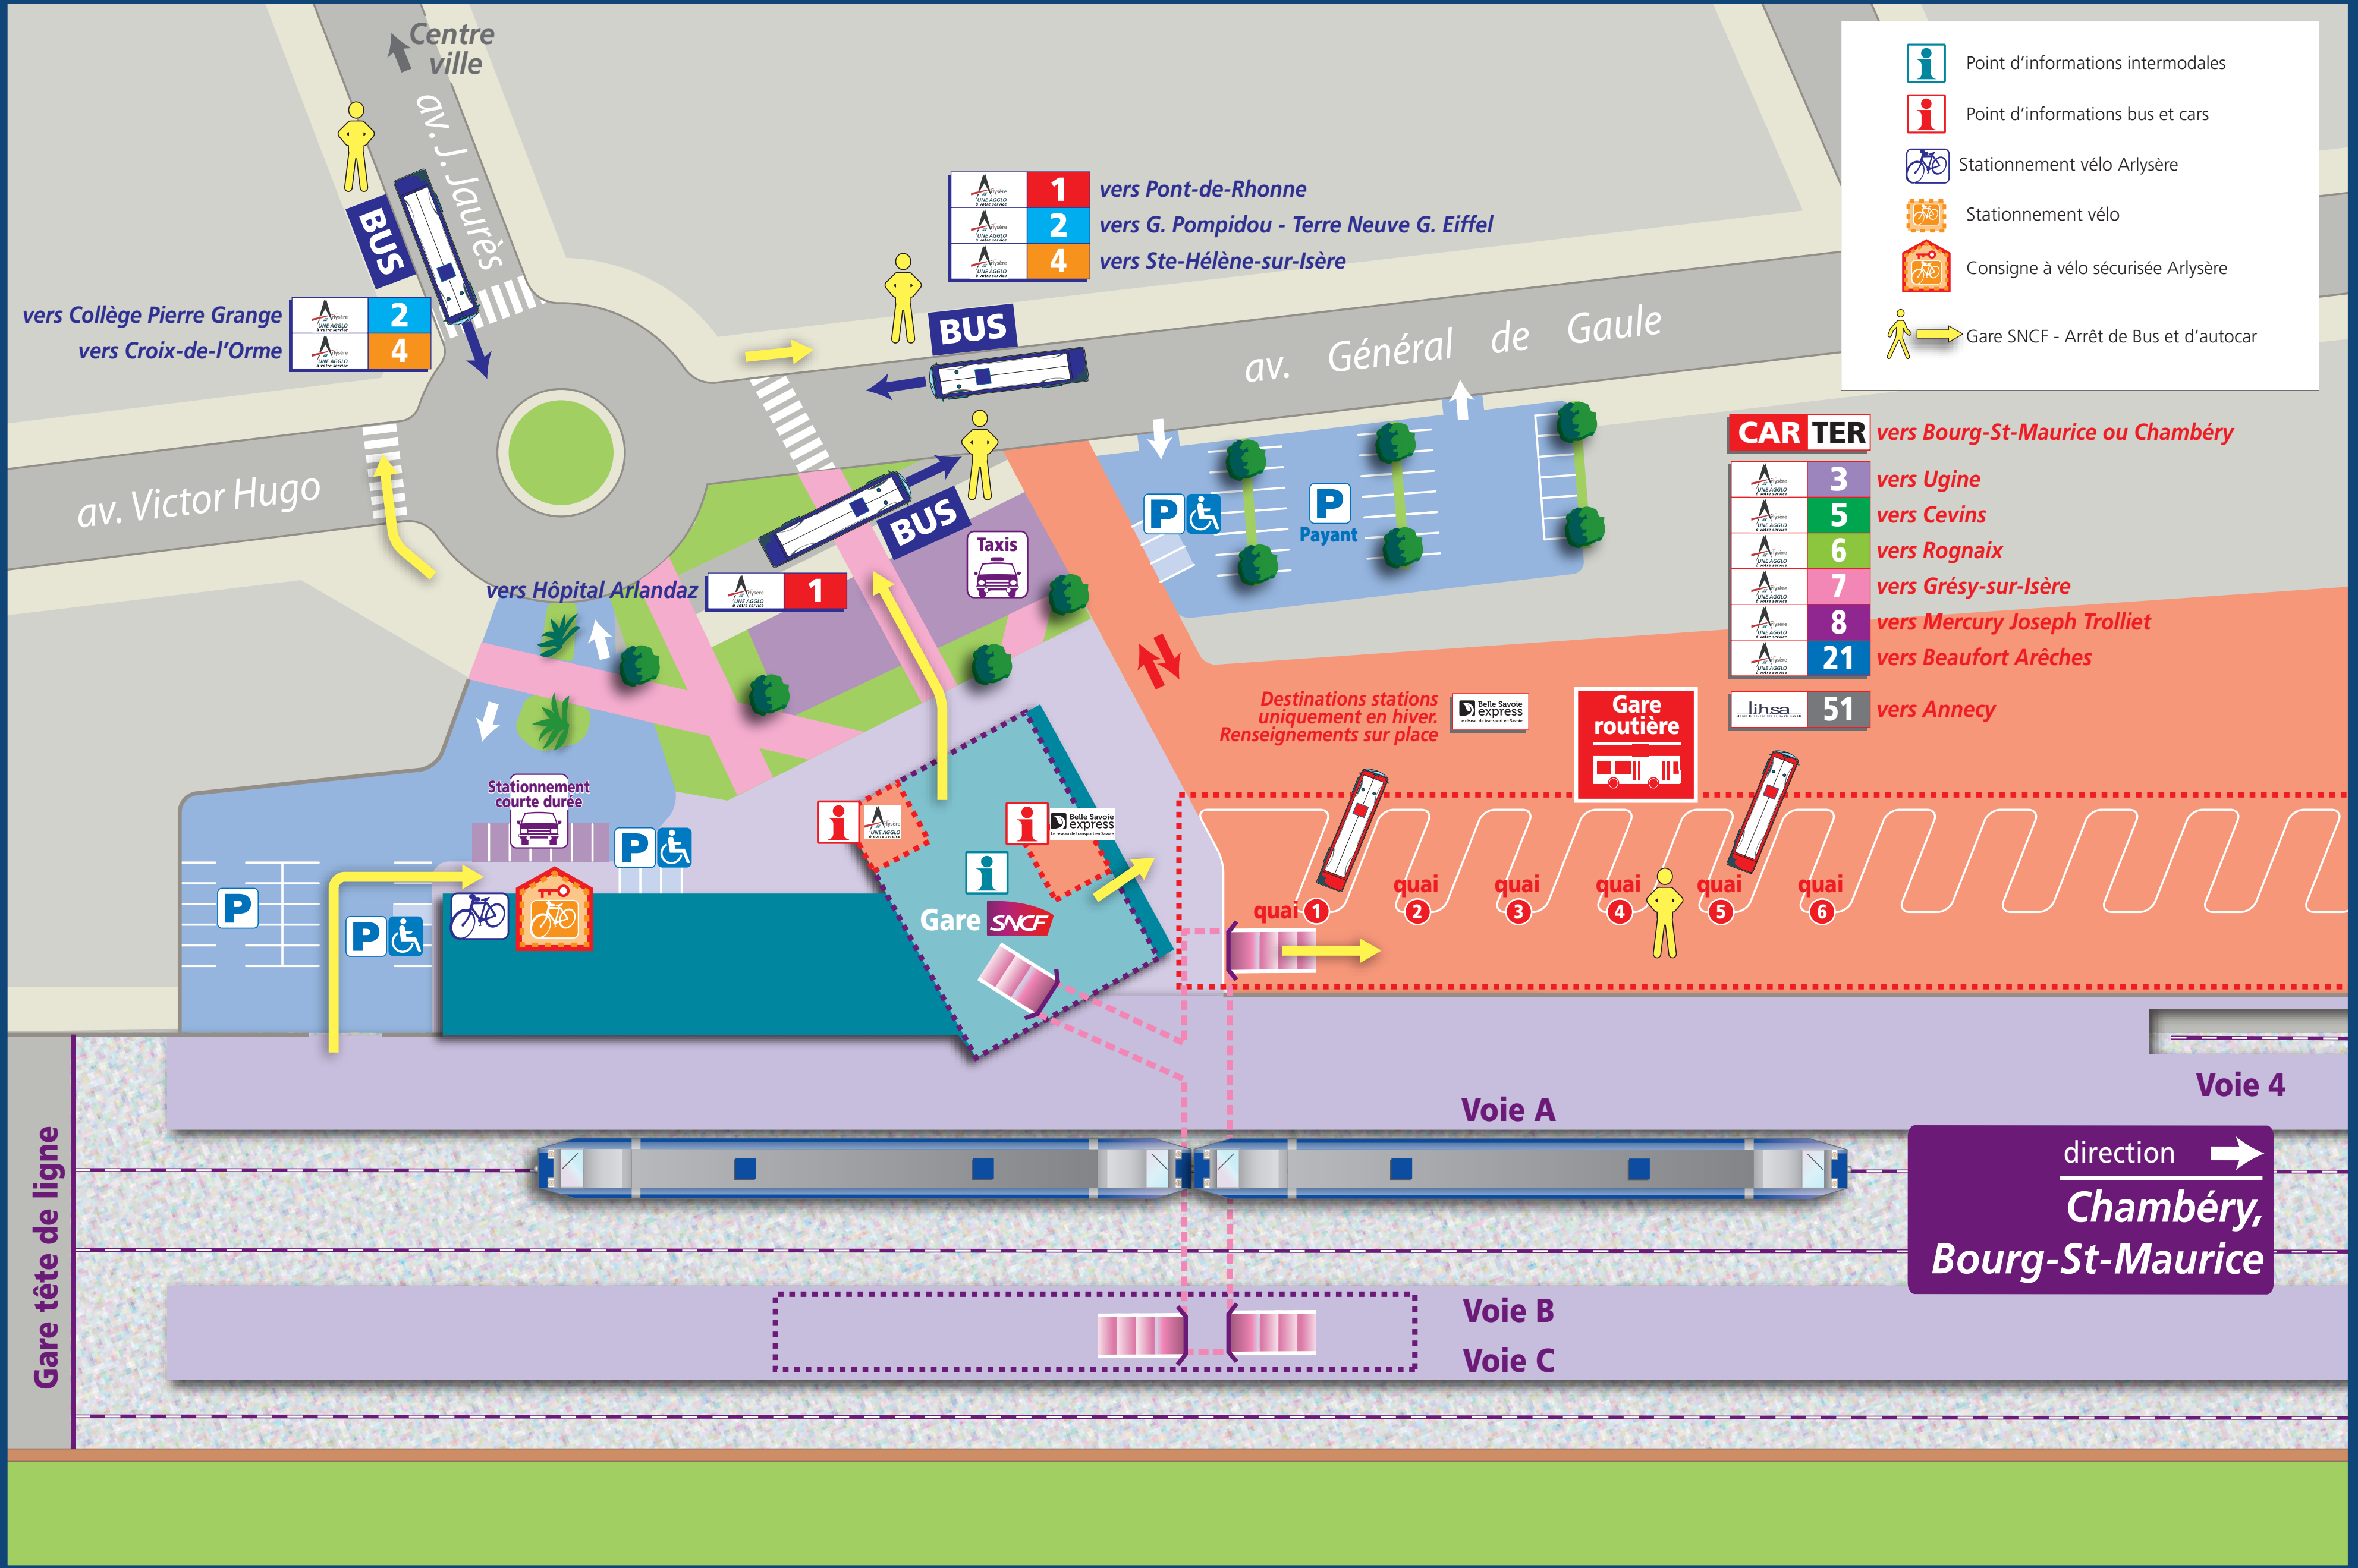 Centre
ville
av. J. Jaurès
BUS
vers Collège Pierre Grange 2
vers Croix-de-l'Orme 4
av. Victor Hugo
1 vers Pont-de-Rhonne
2 vers G. Pompidou - Terre Neuve G. Eiffel
4 vers Ste-Hélène-sur-Isère
BUS
av. Général de Gaule
Point d'informations intermodales
Point d'informations bus et cars
Stationnement vélo Arlysère
Stationnement vélo
Consigne à vélo sécurisée Arlysère
Gare SNCF - Arrêt de Bus et d'autocar
BUS
Taxis
vers Hôpital Arlandaz 1
P
P
Payant
CAR TER vers Bourg-St-Maurice ou Chambéry
3 vers Ugine
5 vers Cevins
6 vers Rognaix
7 vers Grésy-sur-Isère
8 vers Mercury Joseph Trolliet
21 vers Beaufort Arêches
lihsa 51 vers Annecy
Destinations stations
uniquement en hiver.
Renseignements sur place
Belle Savoie
express
Gare
routière
Stationnement
courte durée
P
P
P
i
Arlysère
UNE AGGLO
i
Belle Savoie
express
i
Gare SNCF
quai 1
quai 2
quai 3
quai 4
quai 5
quai 6
Voie 4
Voie A
direction
Chambéry,
Bourg-St-Maurice
Voie B
Voie C
Gare tête de ligne